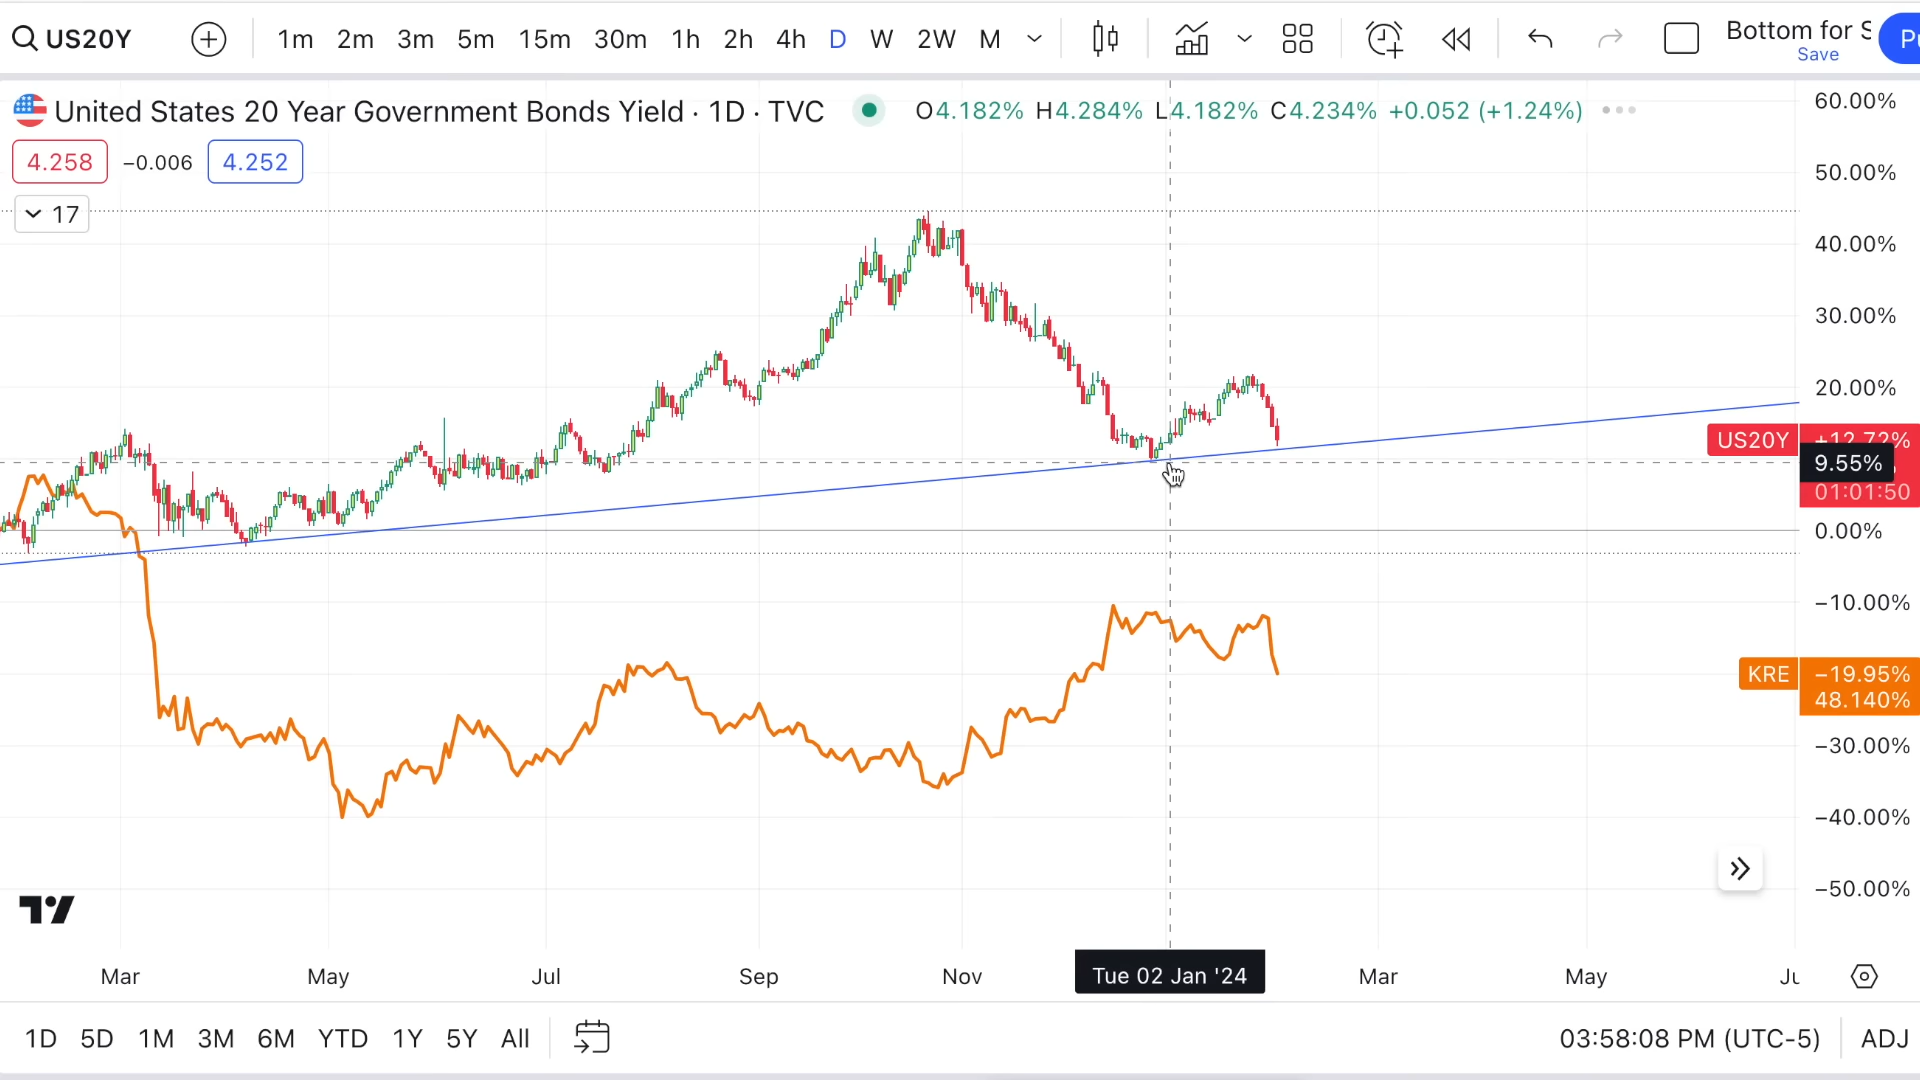 US20Y 1m 2m 3m 5m 15m 30m 1h 2h 4h D W 2W M Bottom for S
Save
United States 20 Year Government Bonds Yield · 1D · TVC O4.182% H4.284% L4.182% C4.234% +0.052 (+1.24%)
4.258 −0.006 4.252
17
60.00%
50.00%
40.00%
30.00%
20.00%
US20Y +12.72%
9.55%
01:01:50
0.00%
−10.00%
KRE −19.95%
48.140%
−30.00%
−40.00%
−50.00%
Mar May Jul Sep Nov Tue 02 Jan '24 Mar May
1D 5D 1M 3M 6M YTD 1Y 5Y All 03:58:08 PM (UTC-5) ADJ